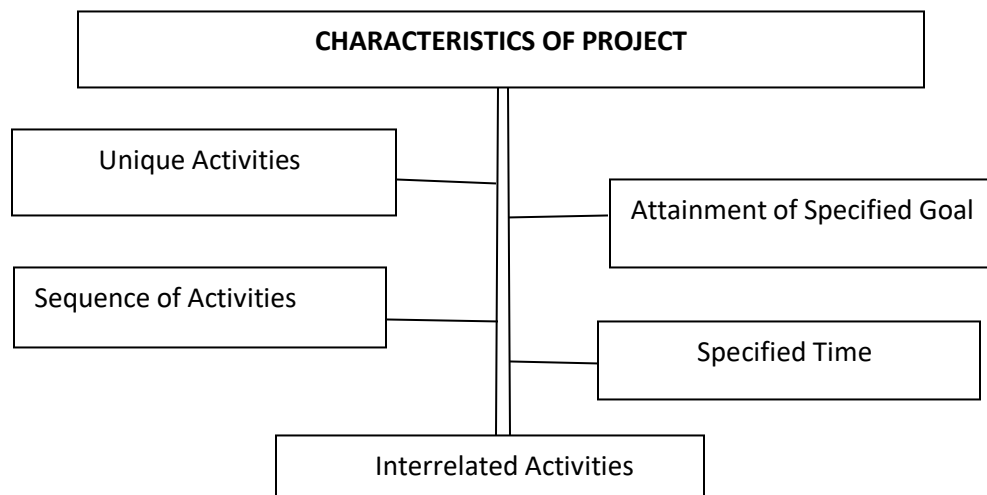 CHARACTERISTICS OF PROJECT
Unique Activities
Attainment of Specified Goal
Sequence of Activities
Specified Time
Interrelated Activities